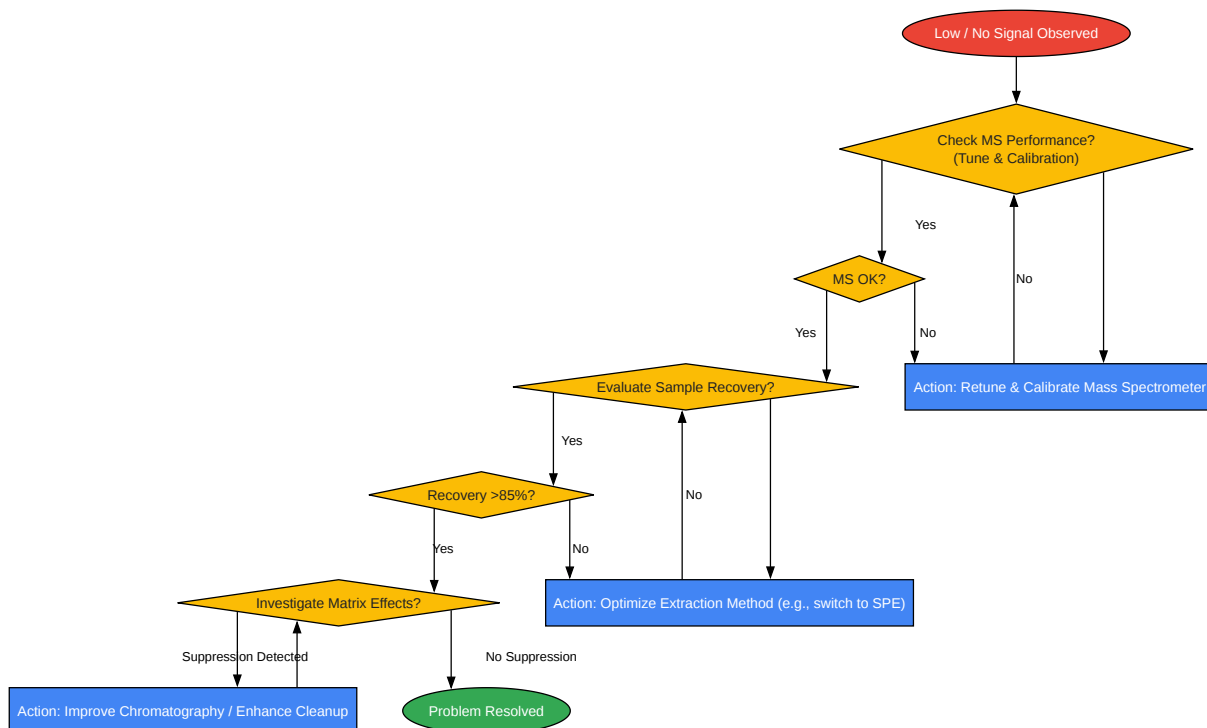 Low / No Signal Observed
Check MS Performance?
(Tune & Calibration)
Yes
MS OK?
No
Yes
No
Evaluate Sample Recovery?
Action: Retune & Calibrate Mass Spectrometer
Yes
Recovery >85%?
No
Yes
No
Investigate Matrix Effects?
Action: Optimize Extraction Method (e.g., switch to SPE)
Suppression Detected
No Suppression
Action: Improve Chromatography / Enhance Cleanup
Problem Resolved